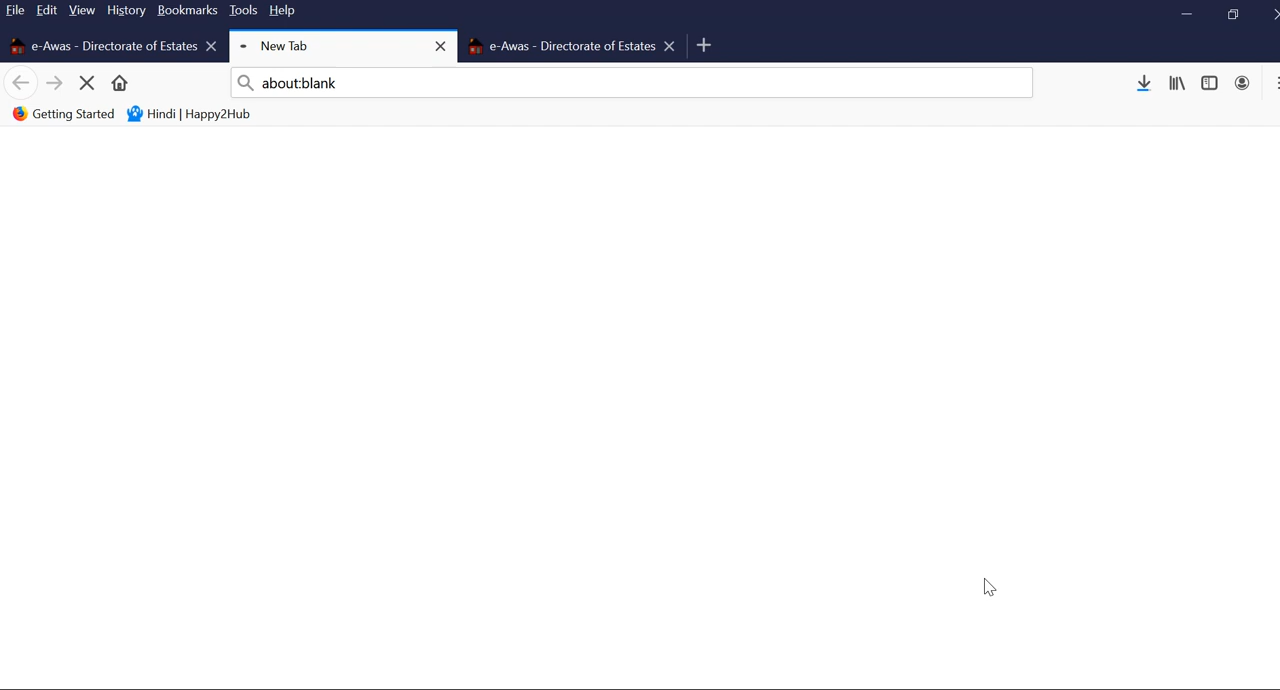 File Edit View History Bookmarks Tools Help
e-Awas - Directorate of Estates New Tab e-Awas - Directorate of Estates
about:blank
Getting Started Hindi | Happy2Hub